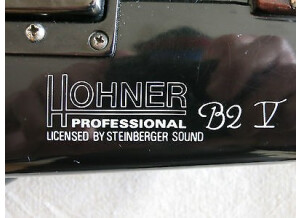 HOHNER B2 V
PROFESSIONAL
LICENSED BY STEINBERGER SOUND